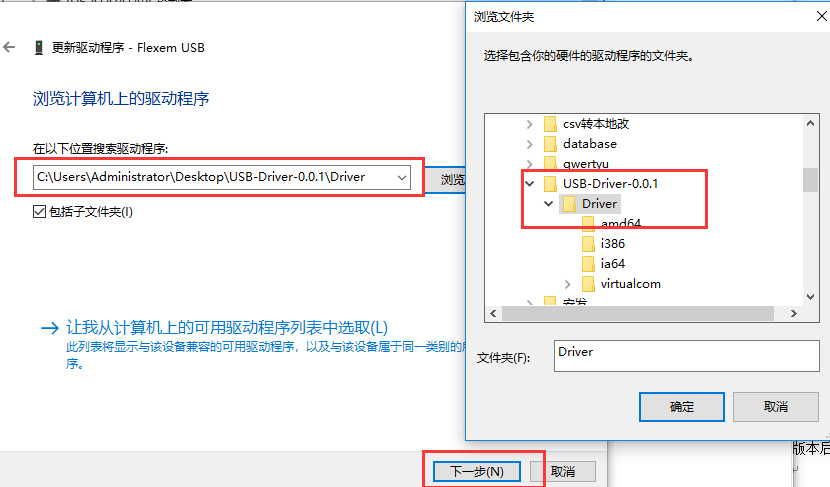 更新驱动程序 - Flexem USB
浏览计算机上的驱动程序
在以下位置搜索驱动程序:
C:\Users\Administrator\Desktop\USB-Driver-0.0.1\Driver
浏览
包括子文件夹(I)
让我从计算机上的可用驱动程序列表中选取(L)
此列表将显示与该设备兼容的可用驱动程序，以及与该设备属于同一类别的
序。
下一步(N)
取消
浏览文件夹
选择包含你的硬件的驱动程序的文件夹。
csv转本地改
database
qwertyu
USB-Driver-0.0.1
Driver
amd64
i386
ia64
virtualcom
文件夹(F):
Driver
确定
取消
版本后